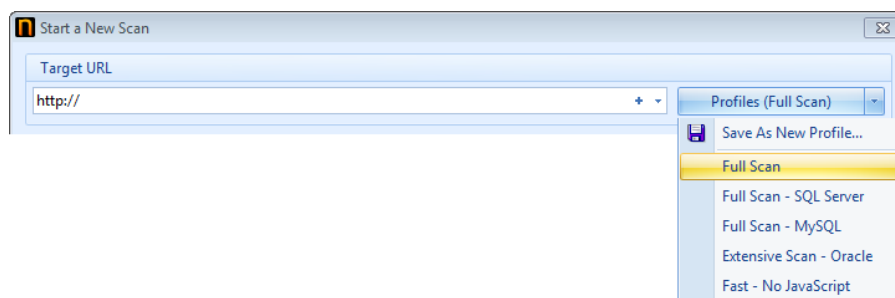 Start a New Scan
Target URL
http://
Profiles (Full Scan)
Save As New Profile...
Full Scan
Full Scan - SQL Server
Full Scan - MySQL
Extensive Scan - Oracle
Fast - No JavaScript